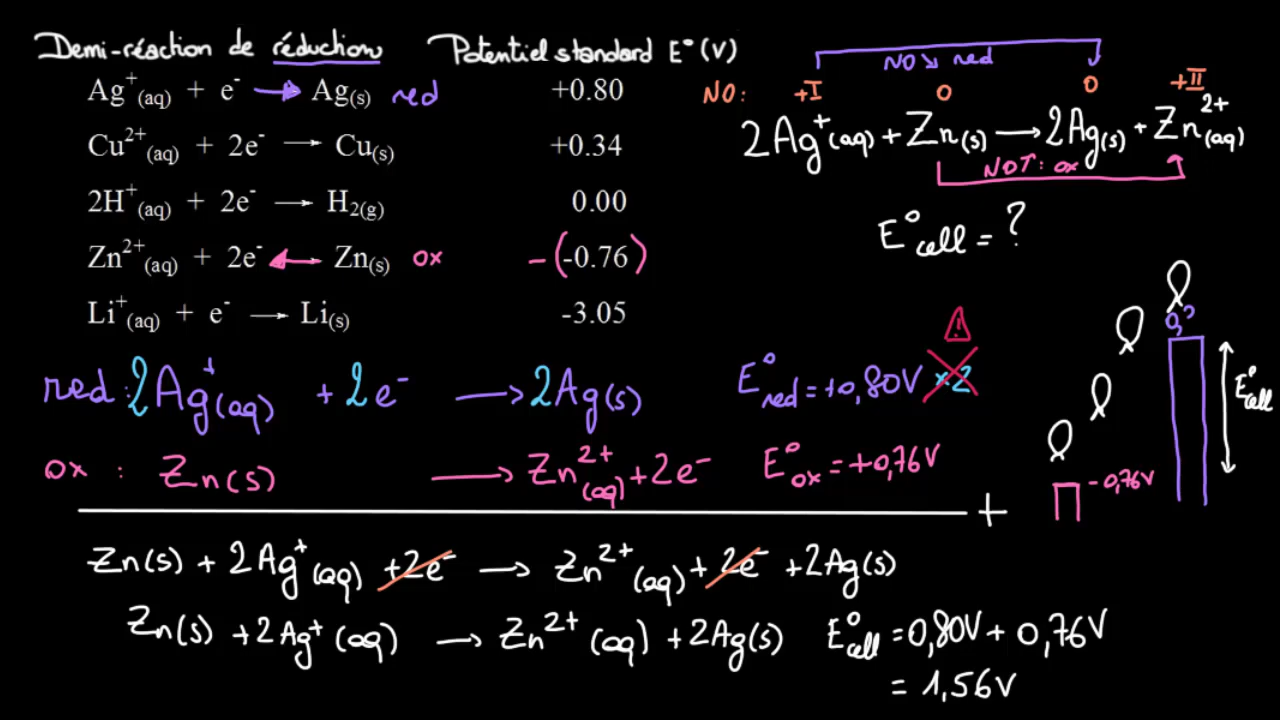 Demi-réaction de réduction Potentiel standard E° (V)
Ag⁺(aq) + e⁻ → Ag(s) red +0.80
Cu²⁺(aq) + 2e⁻ → Cu(s) +0.34
2H⁺(aq) + 2e⁻ → H₂(g) 0.00
Zn²⁺(aq) + 2e⁻ ← Zn(s) ox -(-0.76)
Li⁺(aq) + e⁻ → Li(s) -3.05
NO ↘ red
NO: +I 0 0 +II
2Ag⁺(aq) + Zn(s) → 2Ag(s) + Zn²⁺(aq)
NO↑: ox
E°cell = ?
red: 2Ag⁺(aq) + 2e⁻ → 2Ag(s) E°red = +0,80V ×2
ox : Zn(s) → Zn²⁺(aq) + 2e⁻ E°ox = +0,76V
+
E°cell
-0,76V
Zn(s) + 2Ag⁺(aq) + 2e⁻ → Zn²⁺(aq) + 2e⁻ + 2Ag(s)
Zn(s) + 2Ag⁺(aq) → Zn²⁺(aq) + 2Ag(s) E°cell = 0,80V + 0,76V
= 1,56V